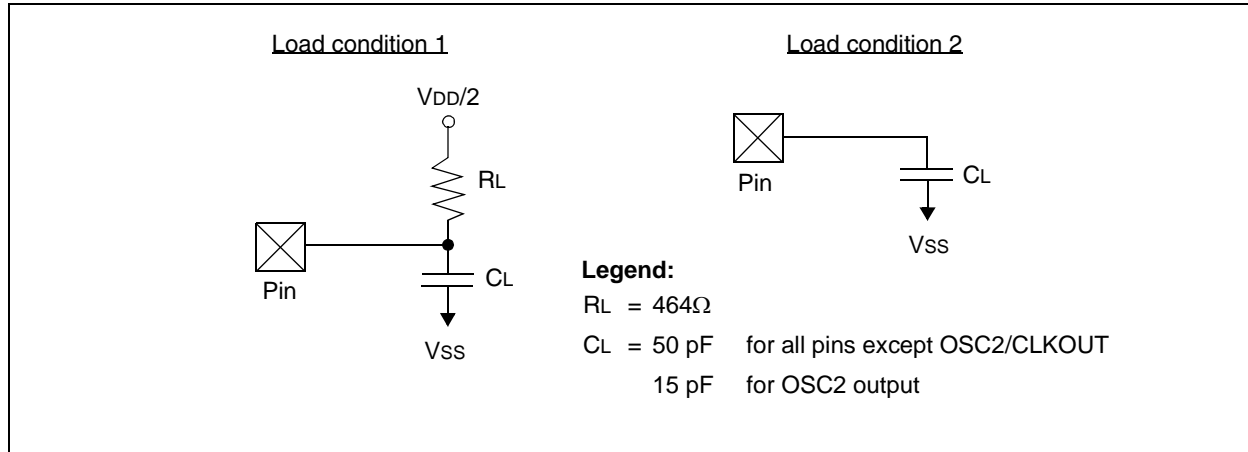 Load condition 1
VDD/2
RL
Pin
CL
VSS
Load condition 2
Pin
CL
VSS
Legend:
RL = 464Ω
CL = 50 pF for all pins except OSC2/CLKOUT
15 pF for OSC2 output